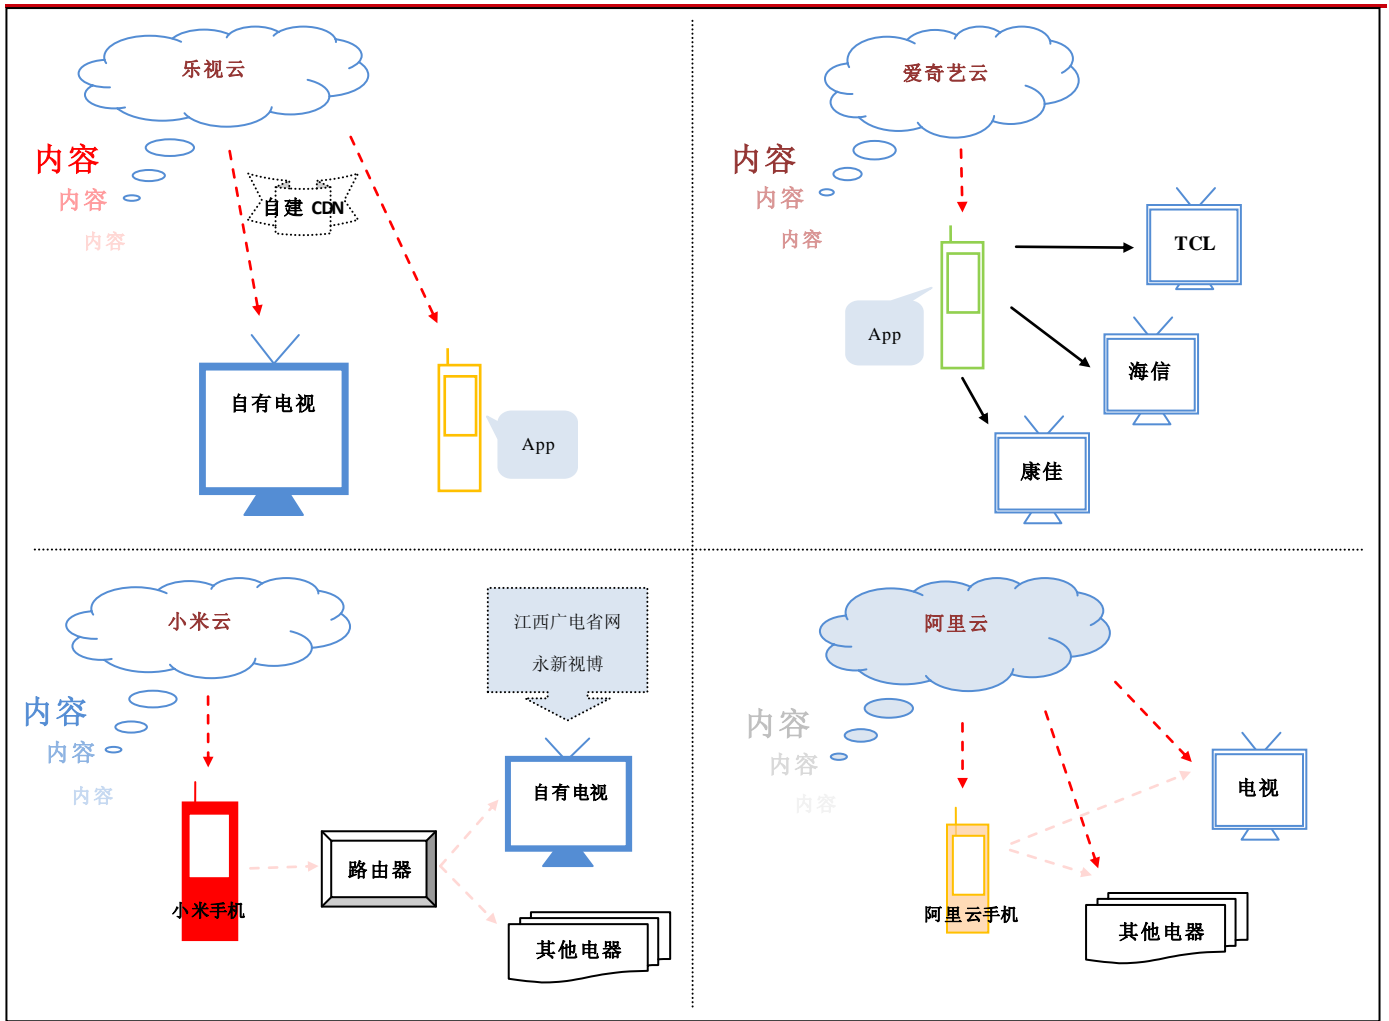 乐视云
内容
内容
内容
自建 CDN
自有电视
App
爱奇艺云
内容
内容
内容
App
TCL
海信
康佳
小米云
内容
内容
内容
江西广电省网
永新视博
自有电视
路由器
小米手机
其他电器
阿里云
内容
内容
内容
电视
阿里云手机
其他电器